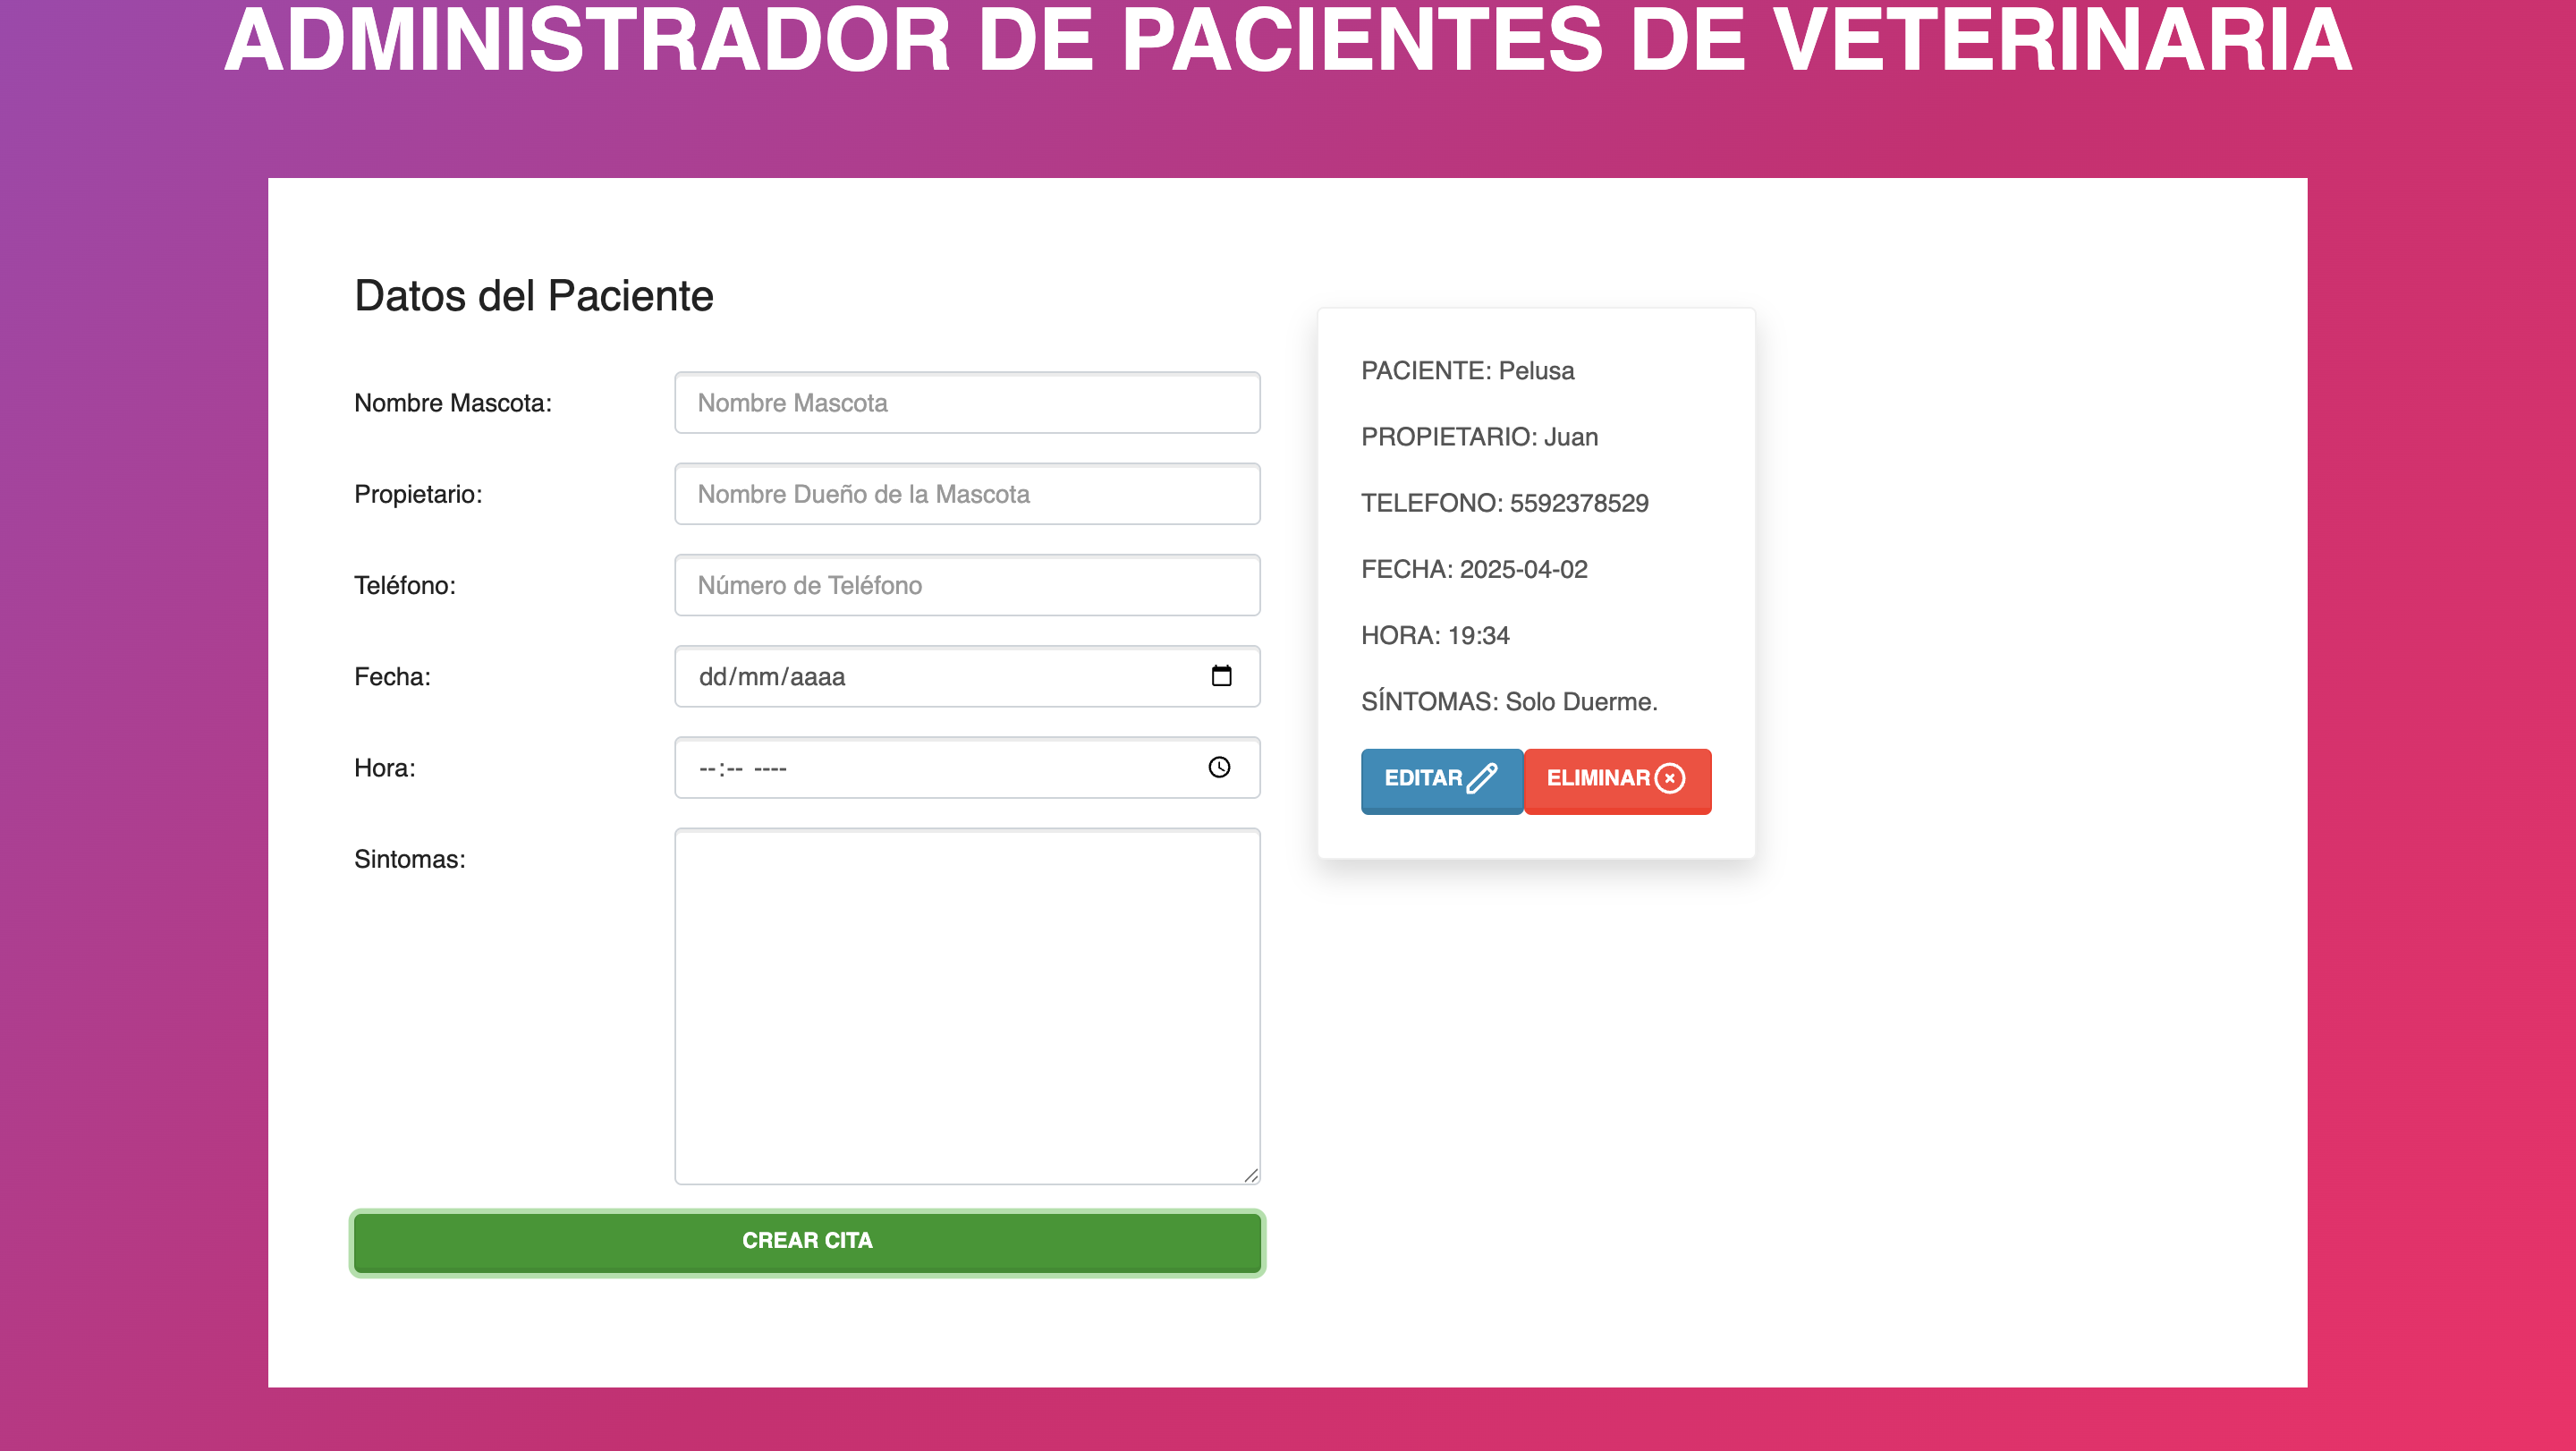 ADMINISTRADOR DE PACIENTES DE VETERINARIA
Datos del Paciente
Nombre Mascota:
Nombre Mascota
Propietario:
Nombre Dueño de la Mascota
Teléfono:
Número de Teléfono
Fecha:
dd/mm/aaaa
Hora:
--:-- ----
Sintomas:
CREAR CITA
PACIENTE: Pelusa
PROPIETARIO: Juan
TELEFONO: 5592378529
FECHA: 2025-04-02
HORA: 19:34
SÍNTOMAS: Solo Duerme.
EDITAR
ELIMINAR